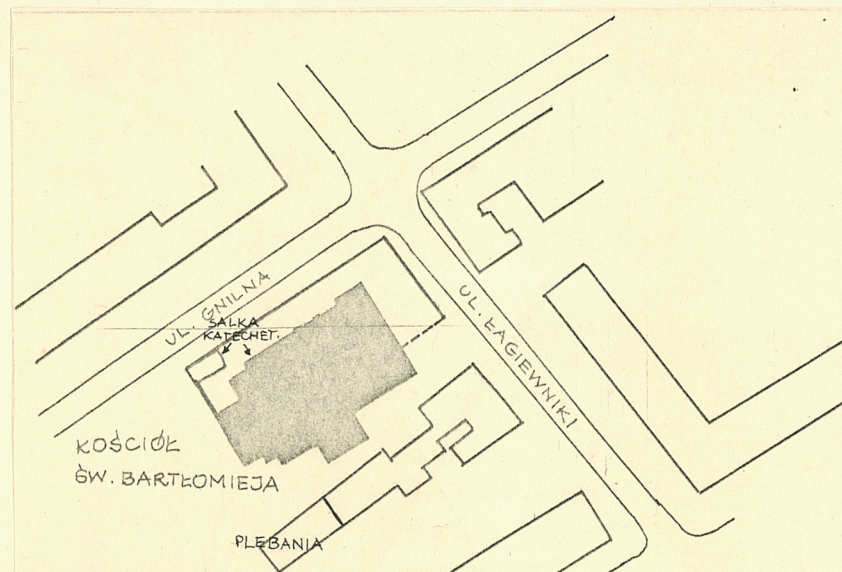 UL. GNILNA
SALKA
KATECHET.
UL. ŁAGIEWNIKI
KOŚCIÓŁ
ŚW. BARTŁOMIEJA
PLEBANIA